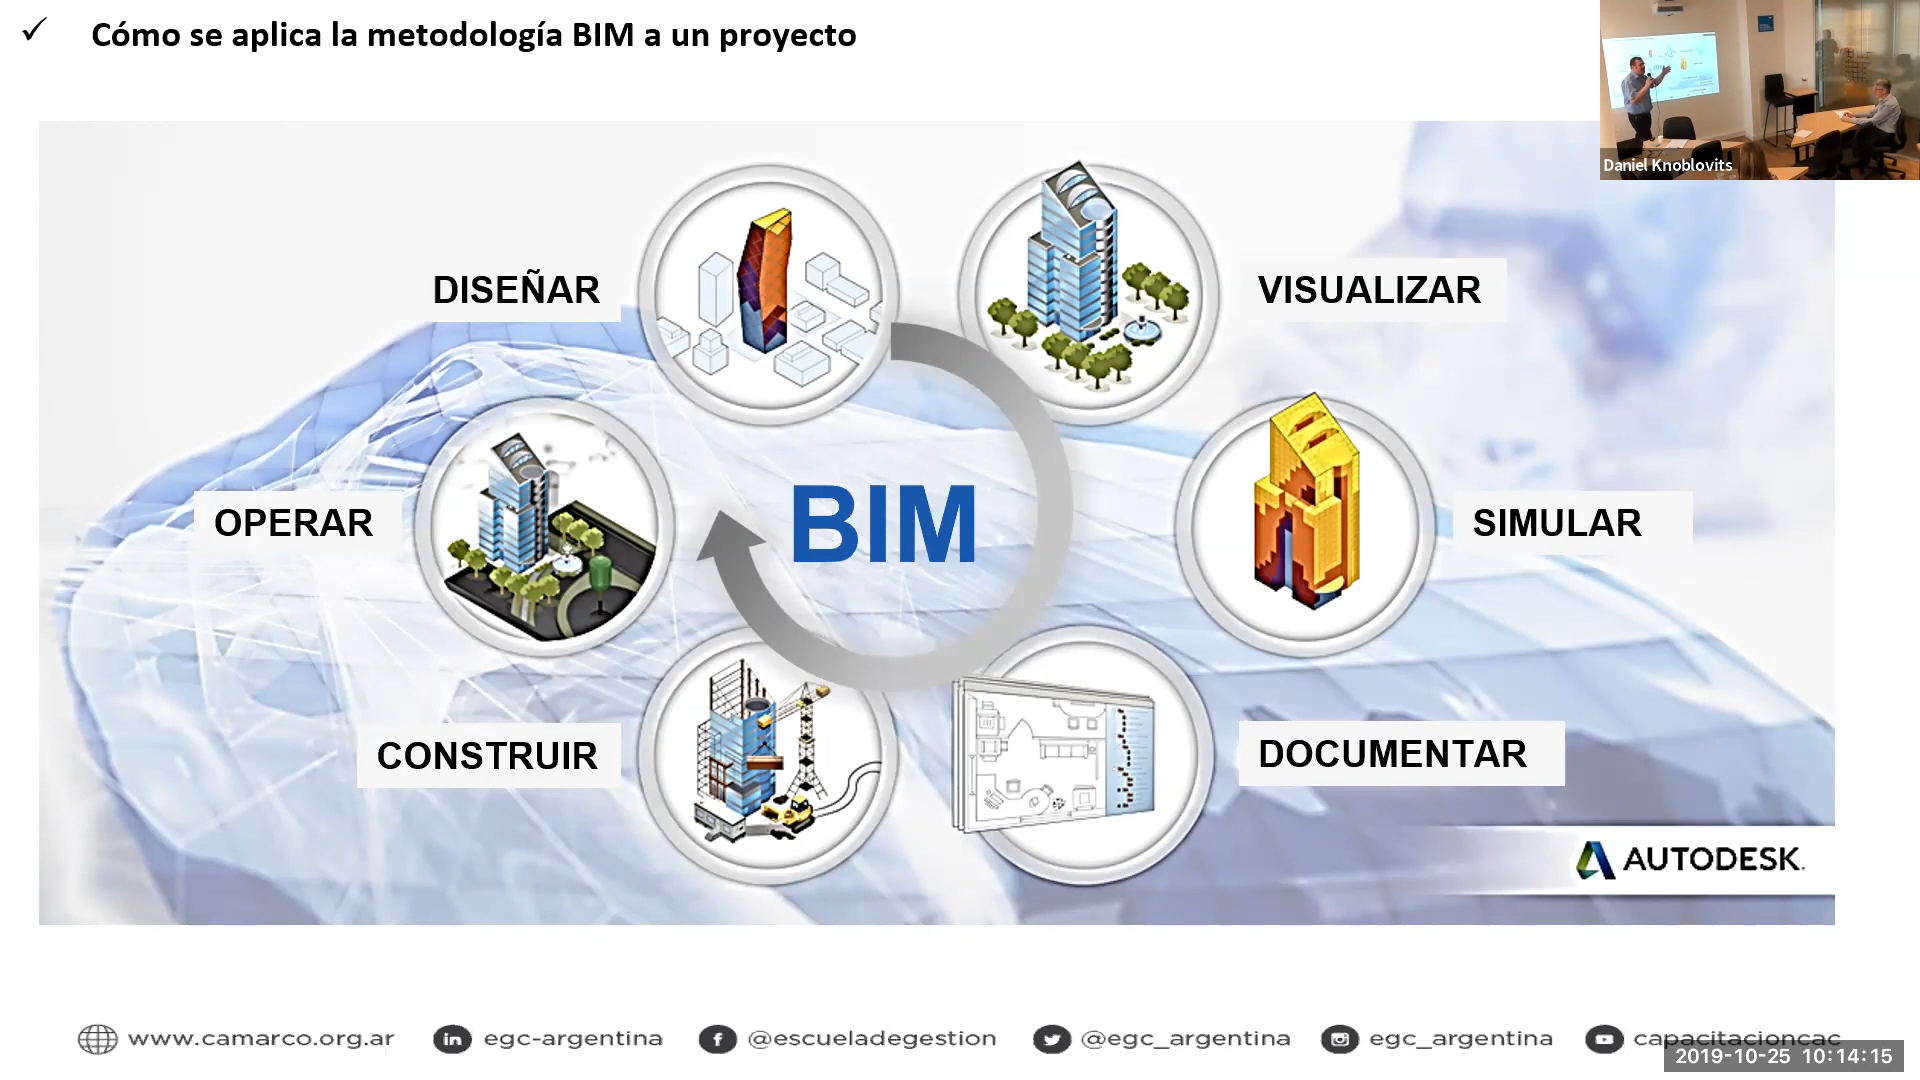 ✓ Cómo se aplica la metodología BIM a un proyecto
Daniel Knoblovits
DISEÑAR
VISUALIZAR
OPERAR
BIM
SIMULAR
CONSTRUIR
DOCUMENTAR
AUTODESK.
www.camarco.org.ar
egc-argentina
@escueladegestion
@egc_argentina
egc_argentina
capacitacioncac
2019-10-25 10:14:15